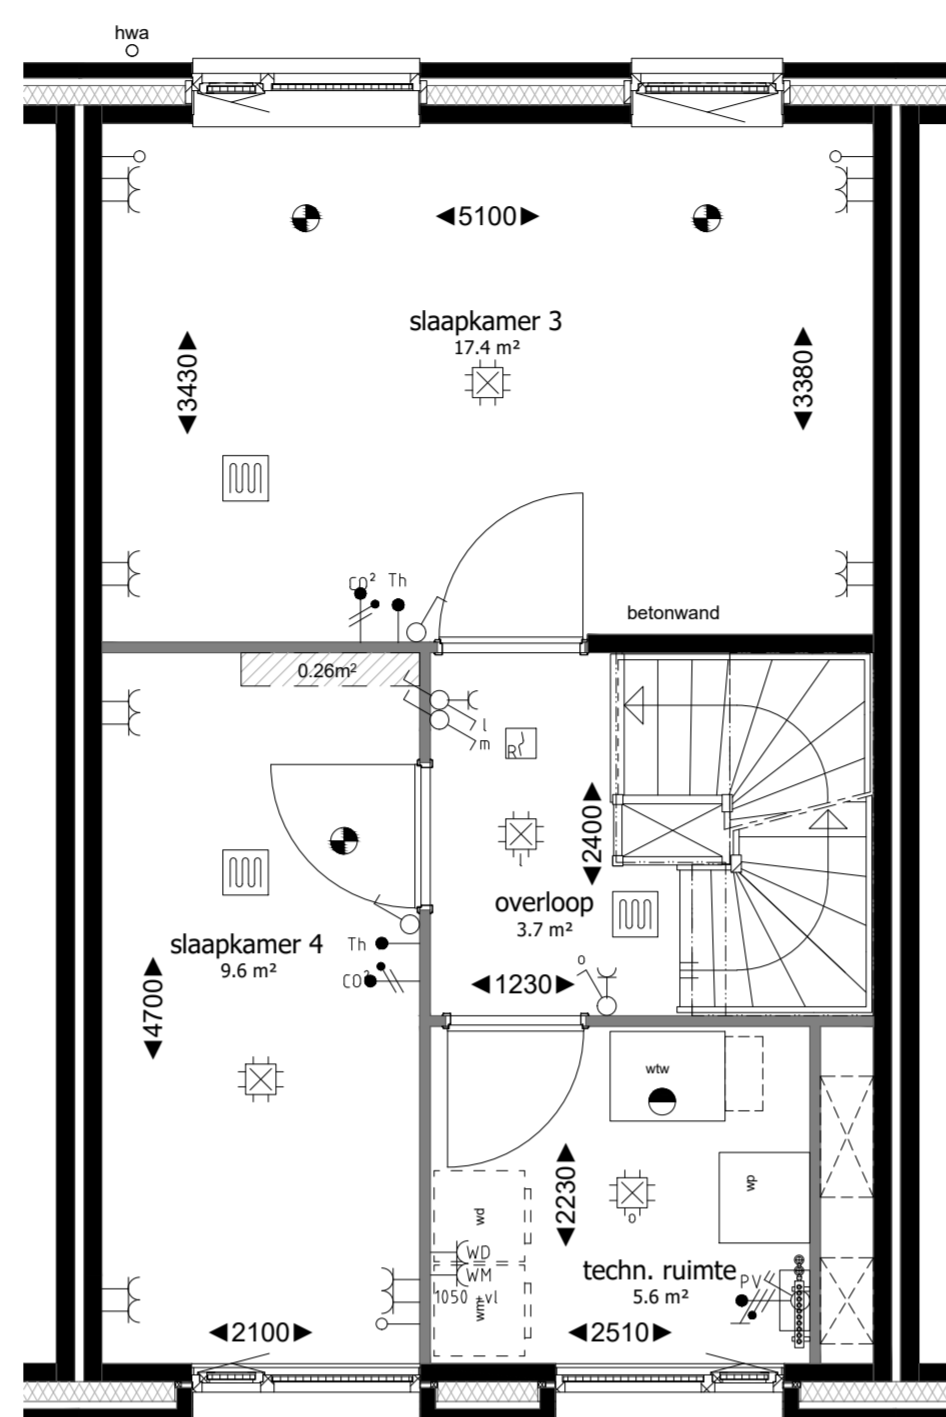 hwa
5100
slaapkamer 3
17.4 m²
3430
3380
CO² Th
betonwand
0.26m²
l
m
R
l
2400
overloop
3.7 m²
Th
slaapkamer 4
9.6 m²
CO²
o
1230
4700
wtw
wp
2230
o
wd
WD
WM
1050 +vl
wm
techn. ruimte
5.6 m²
PV
2100
2510